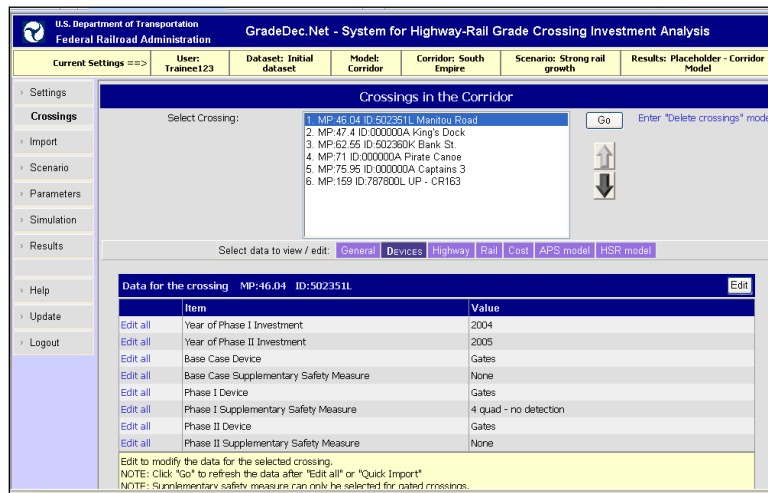 U.S. Department of Transportation
Federal Railroad Administration
GradeDec.Net - System for Highway-Rail Grade Crossing Investment Analysis
Current Settings ==>
User: Trainee123
Dataset: Initial dataset
Model: Corridor
Corridor: South Empire
Scenario: Strong rail growth
Results: Placeholder - Corridor Model
Settings
Crossings
Import
Scenario
Parameters
Simulation
Results
Help
Update
Logout
Crossings in the Corridor
Select Crossing:
1. MP:46.04 ID:502351L Manitou Road
2. MP:47.4 ID:000000A King's Dock
3. MP:62.55 ID:502360K Bank St.
4. MP:71 ID:000000A Pirate Canoe
5. MP:75.95 ID:000000A Captains 3
6. MP:159 ID:787800L UP - CR163
Go
Enter "Delete crossings" mode
Select data to view / edit: General DEVICES Highway Rail Cost APS model HSR model
Data for the crossing MP:46.04 ID:502351L Edit
Item Value
Edit all Year of Phase I Investment 2004
Edit all Year of Phase II Investment 2005
Edit all Base Case Device Gates
Edit all Base Case Supplementary Safety Measure None
Edit all Phase I Device Gates
Edit all Phase I Supplementary Safety Measure 4 quad - no detection
Edit all Phase II Device Gates
Edit all Phase II Supplementary Safety Measure None
Edit to modify the data for the selected crossing.
NOTE: Click "Go" to refresh the data after "Edit all" or "Quick Import"
NOTE: Supplementary safety measure can only be selected for gated crossings.